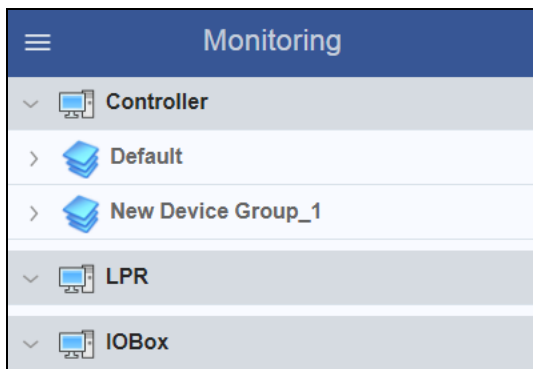 Monitoring
Controller
Default
New Device Group_1
LPR
IOBox